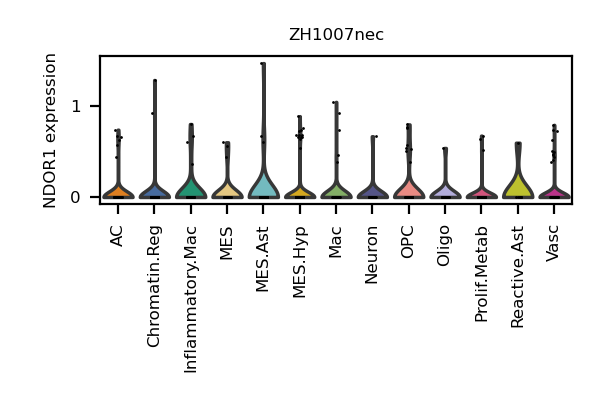 ZH1007nec
NDOR1 expression
1
0
AC
Chromatin.Reg
Inflammatory.Mac
MES
MES.Ast
MES.Hyp
Mac
Neuron
OPC
Oligo
Prolif.Metab
Reactive.Ast
Vasc